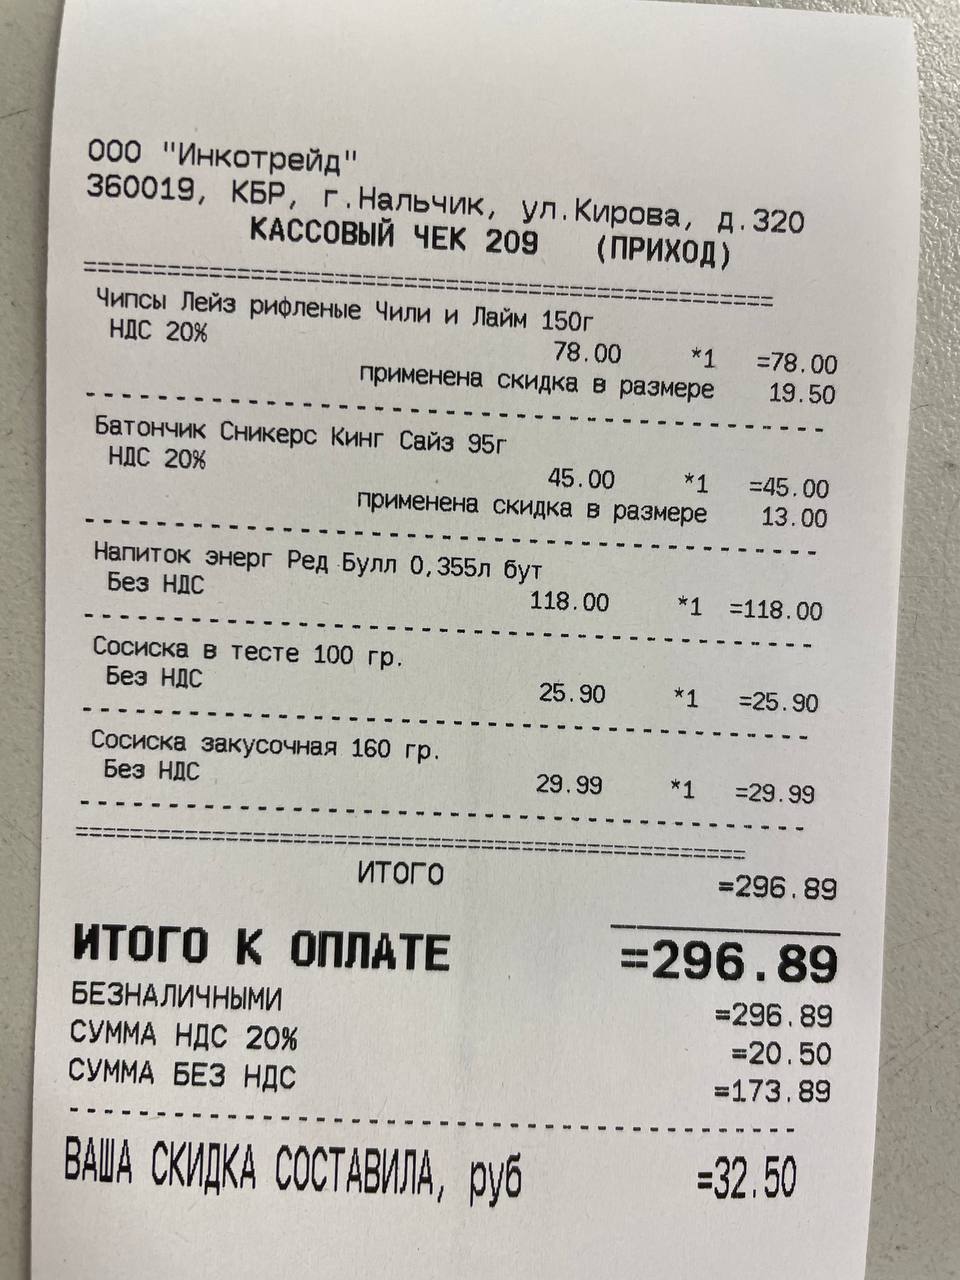 ООО "Инкотрейд"
360019, КБР, г.Нальчик, ул.Кирова, д.320
КАССОВЫЙ ЧЕК 209 (ПРИХОД)
Чипсы Лейз рифленые Чили и Лайм 150г
НДС 20%
78.00 *1 =78.00
применена скидка в размере 19.50
Батончик Сникерс Кинг Сайз 95г
НДС 20%
45.00 *1 =45.00
применена скидка в размере 13.00
Напиток энерг Ред Булл 0,355л бут
Без НДС
118.00 *1 =118.00
Сосиска в тесте 100 гр.
Без НДС
25.90 *1 =25.90
Сосиска закусочная 160 гр.
Без НДС
29.99 *1 =29.99
ИТОГО =296.89
ИТОГО К ОПЛАТЕ =296.89
БЕЗНАЛИЧНЫМИ =296.89
СУММА НДС 20% =20.50
СУММА БЕЗ НДС =173.89
ВАША СКИДКА СОСТАВИЛА, руб =32.50